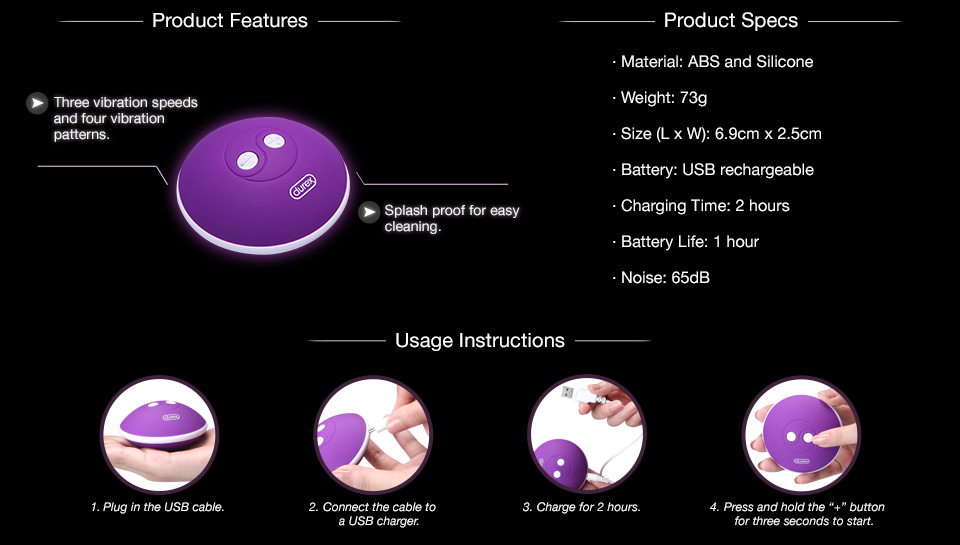 Product Features
Three vibration speeds
and four vibration
patterns.
durex
Splash proof for easy
cleaning.
Product Specs
· Material: ABS and Silicone
· Weight: 73g
· Size (L x W): 6.9cm x 2.5cm
· Battery: USB rechargeable
· Charging Time: 2 hours
· Battery Life: 1 hour
· Noise: 65dB
Usage Instructions
durex
1. Plug in the USB cable.
2. Connect the cable to
a USB charger.
3. Charge for 2 hours.
durex
4. Press and hold the “+” button
for three seconds to start.